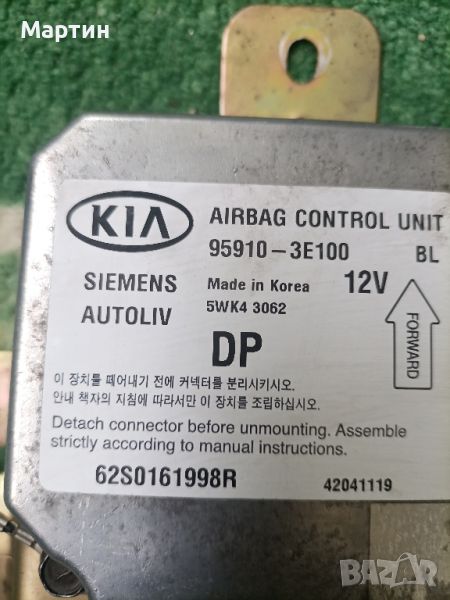 Мартин
KIA
AIRBAG CONTROL UNIT
95910-3E100 BL
SIEMENS Made in Korea 12V
AUTOLIV 5WK4 3062
FORWARD
DP
이 장치를 떼어내기 전에 커넥터를 분리시키시오.
안내 책자의 지침에 따라서만 이 장치를 조립하십시오.
Detach connector before unmounting. Assemble
strictly according to manual instructions.
62S0161998R 42041119
BAZAR